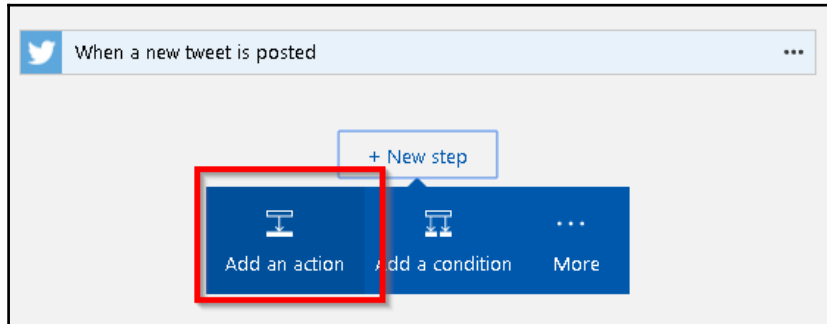 When a new tweet is posted
+ New step
Add an action Add a condition More